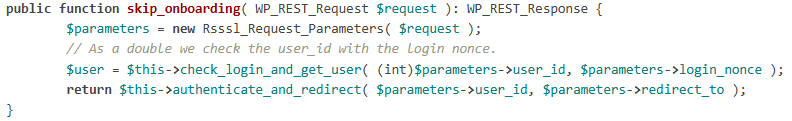 public function skip_onboarding( WP_REST_Request $request ): WP_REST_Response {
        $parameters = new Rsssl_Request_Parameters( $request );
        // As a double we check the user_id with the login nonce.
        $user = $this->check_login_and_get_user( (int)$parameters->user_id, $parameters->login_nonce );
        return $this->authenticate_and_redirect( $parameters->user_id, $parameters->redirect_to );
}